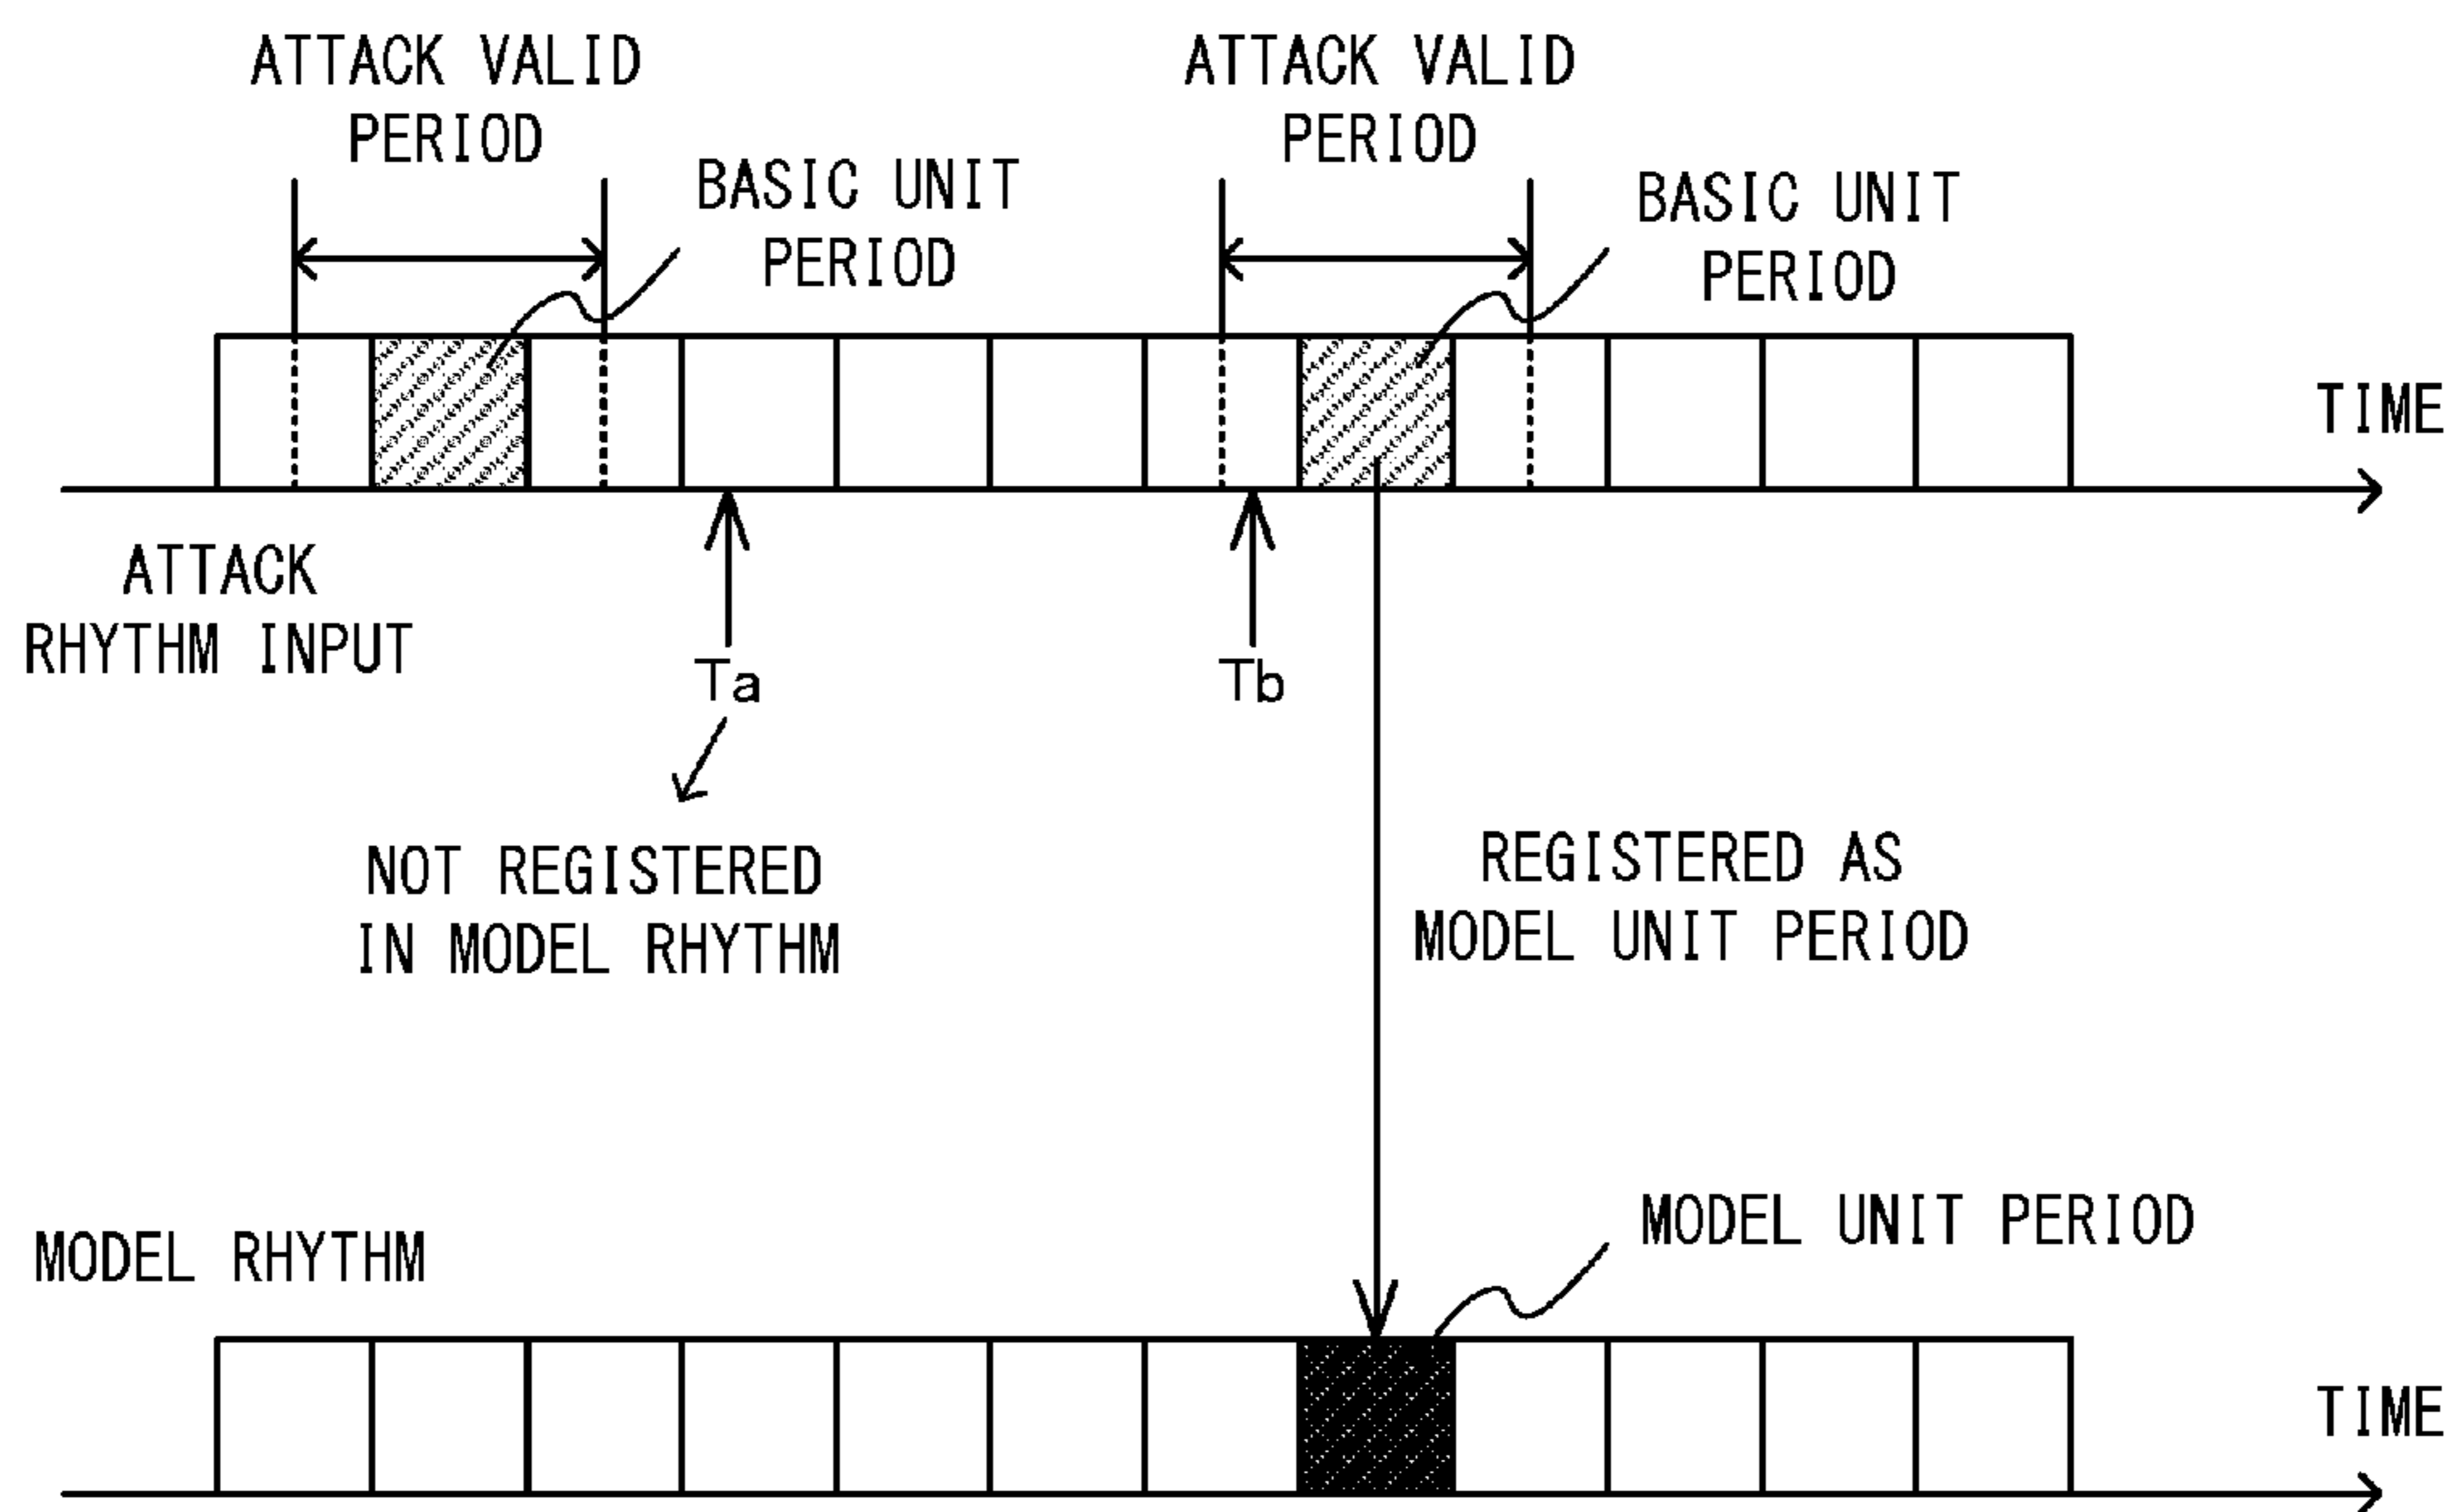 ATTACK VALID
PERIOD
BASIC UNIT
PERIOD
ATTACK VALID
PERIOD
BASIC UNIT
PERIOD
TIME
ATTACK
RHYTHM INPUT
Ta
Tb
NOT REGISTERED
IN MODEL RHYTHM
REGISTERED AS
MODEL UNIT PERIOD
MODEL RHYTHM
MODEL UNIT PERIOD
TIME